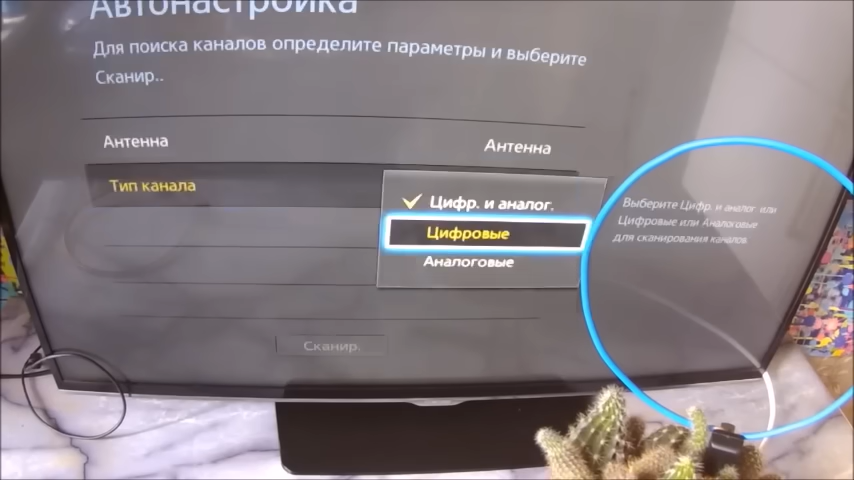 Автонастройка
Для поиска каналов определите параметры и выберите
Сканир..
Антенна
Антенна
Тип канала
Цифр. и аналог.
Цифровые
Аналоговые
Выберите Цифр. и аналог или
Цифровые или Аналоговые
для сканирования каналов.
Сканир.